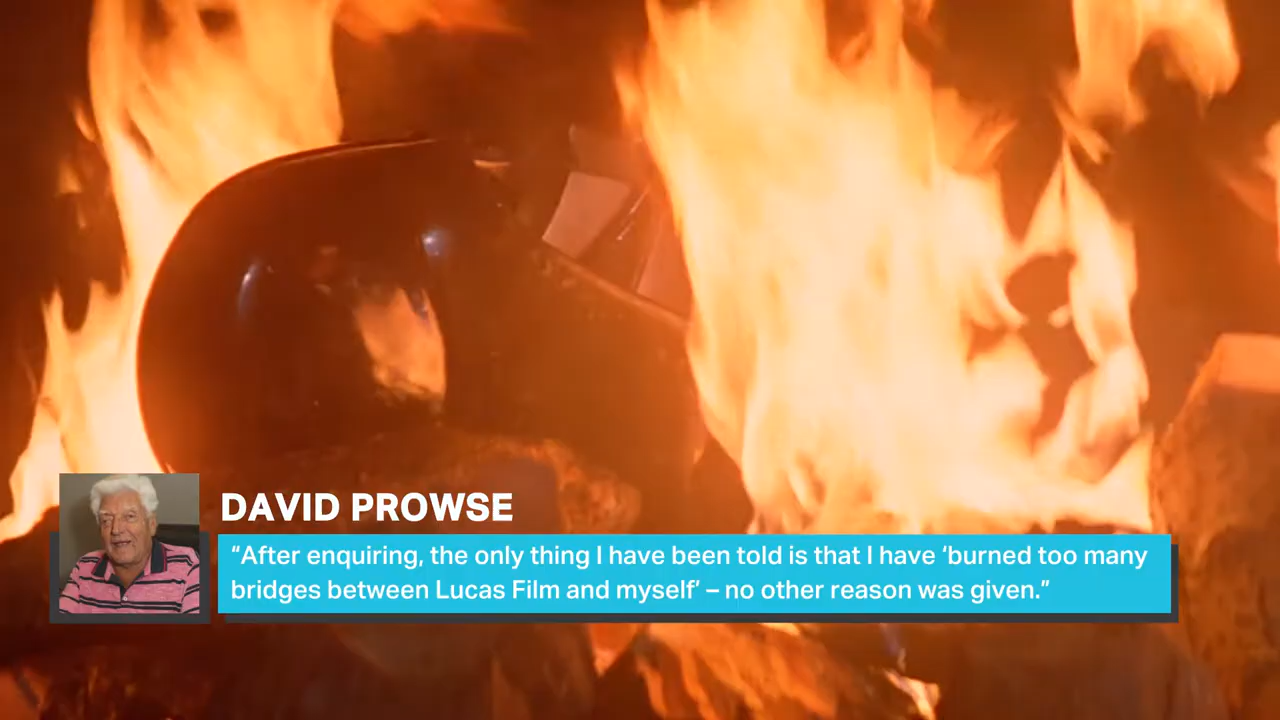 DAVID PROWSE
“After enquiring, the only thing I have been told is that I have ‘burned too many
bridges between Lucas Film and myself’ – no other reason was given.”